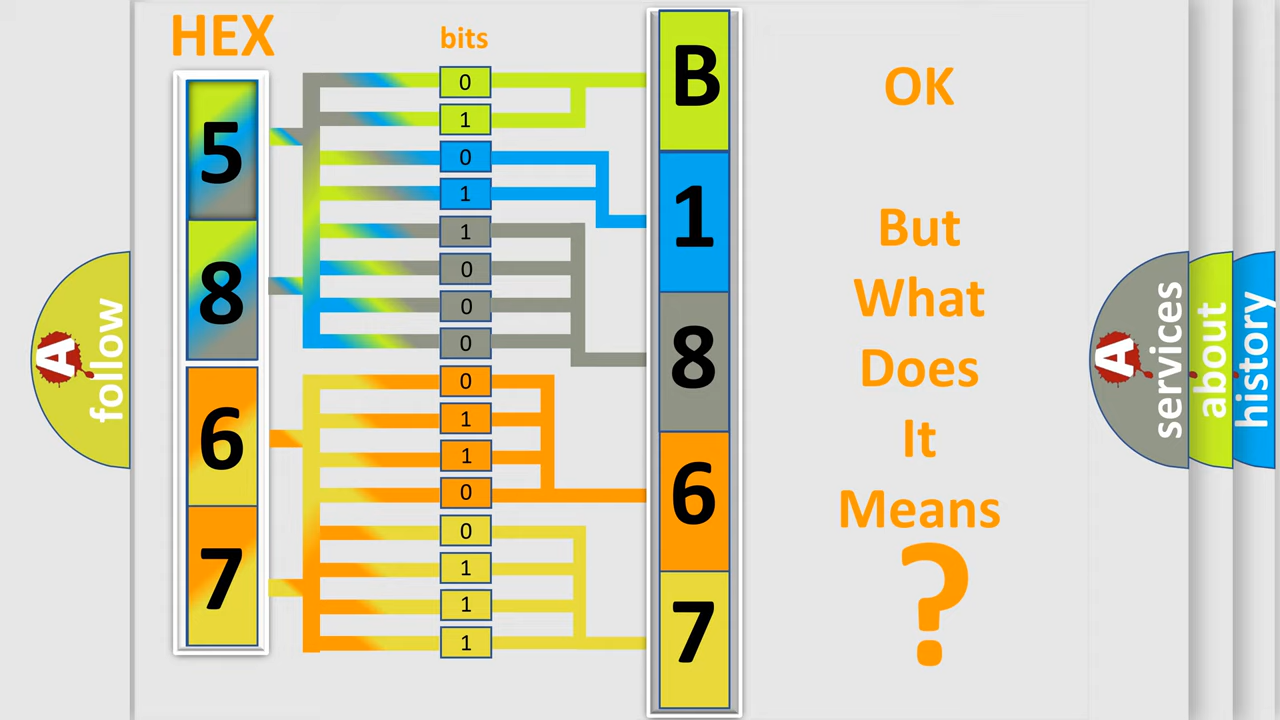 HEX
bits
5
8
6
7
0
1
0
1
1
0
0
0
0
1
1
0
0
1
1
1
B
1
8
6
7
OK
But
What
Does
It
Means
?
A
follow
A
services
about
history